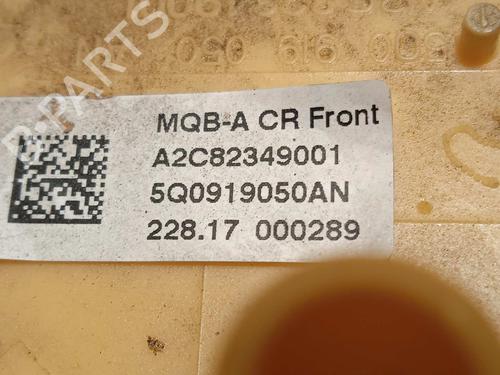 MQB-A CR Front
A2C82349001
5Q0919050AN
228.17 000289
B-PARTS